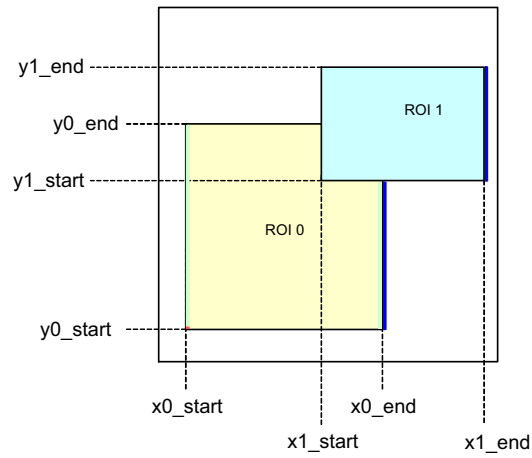 y1_end
ROI 1
y0_end
y1_start
ROI 0
y0_start
x0_start
x0_end
x1_start
x1_end